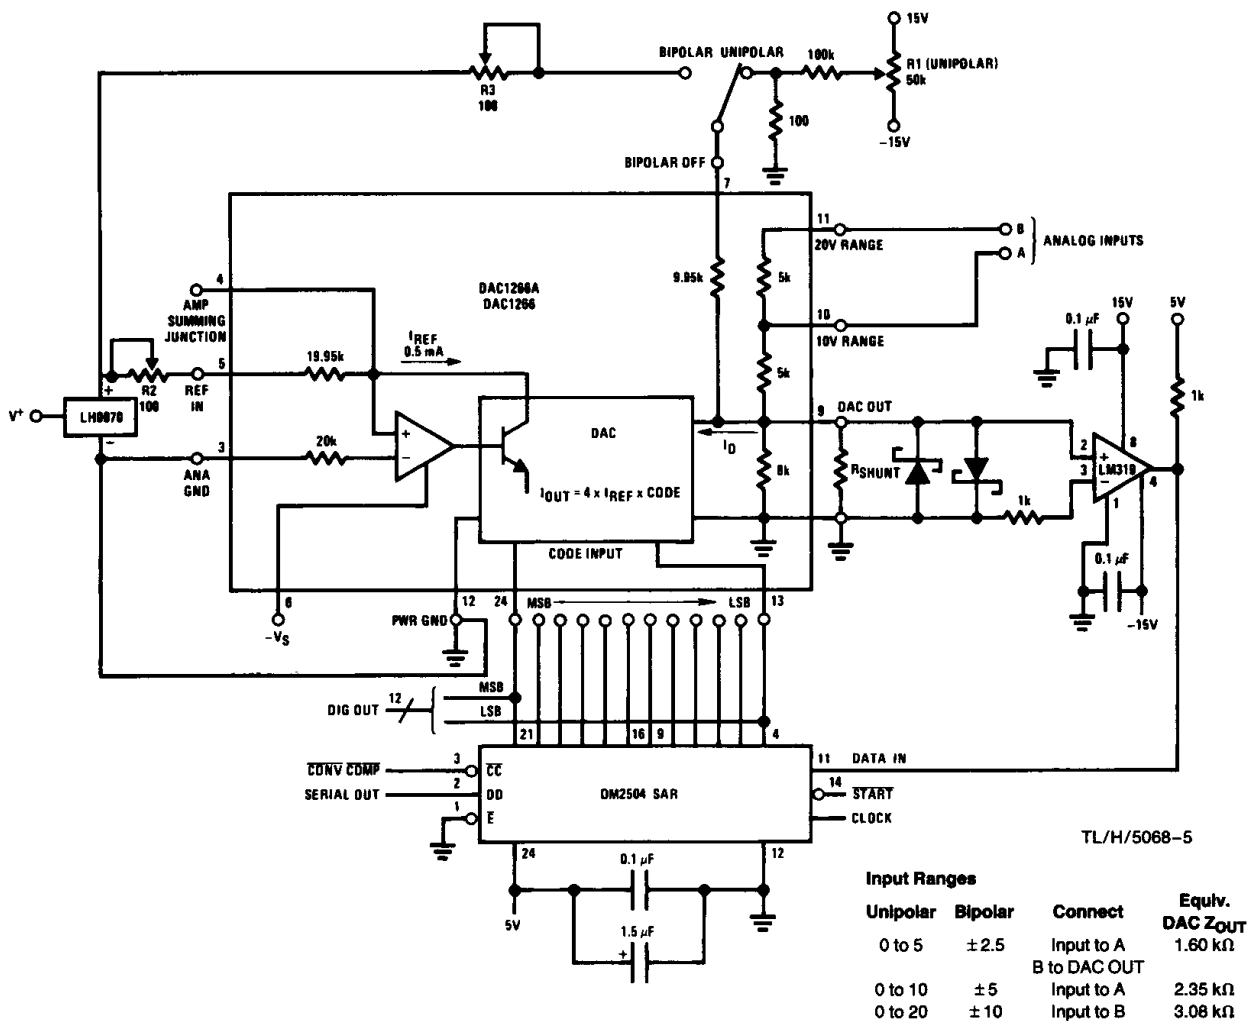 15V
BIPOLAR UNIPOLAR
100k
R1 (UNIPOLAR)
50k
R3
100
100
-15V
BIPOLAR OFF
7
11
20V RANGE
B
A
ANALOG INPUTS
4
AMP
SUMMING
JUNCTION
DAC1266A
DAC1266
9.95k
5k
10
10V RANGE
15V
5V
0.1 µF
IREF
0.5 mA
5
19.95k
5k
1k
R2
100
REF
IN
V+
LH0070
+
-
3
20k
+
-
ANA
GND
DAC
IO
9
DAC OUT
8k
RSHUNT
2
3
+
-
8
LM319
4
1
1k
IOUT = 4 x IREF x CODE
CODE INPUT
0.1 µF
-15V
6
-VS
12
PWR GND
24
MSB
LSB
13
DIG OUT
12
MSB
LSB
21
16
9
4
CONV COMP
3
CC
SERIAL OUT
2
DO
1
E
DM2504 SAR
11
DATA IN
14
START
CLOCK
24
12
5V
0.1 µF
1.5 µF
+
TL/H/5068-5
Input Ranges
Unipolar Bipolar Connect Equiv. DAC ZOUT
0 to 5 ±2.5 Input to A 1.60 kΩ
B to DAC OUT
0 to 10 ±5 Input to A 2.35 kΩ
0 to 20 ±10 Input to B 3.08 kΩ